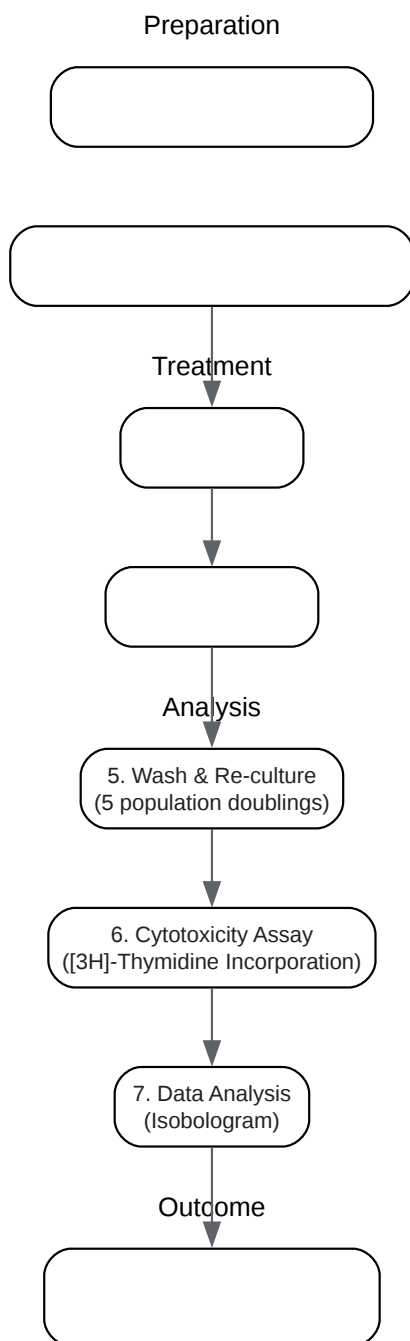 Preparation
Treatment
Analysis
5. Wash & Re-culture
(5 population doublings)
6. Cytotoxicity Assay
([3H]-Thymidine Incorporation)
7. Data Analysis
(Isobologram)
Outcome